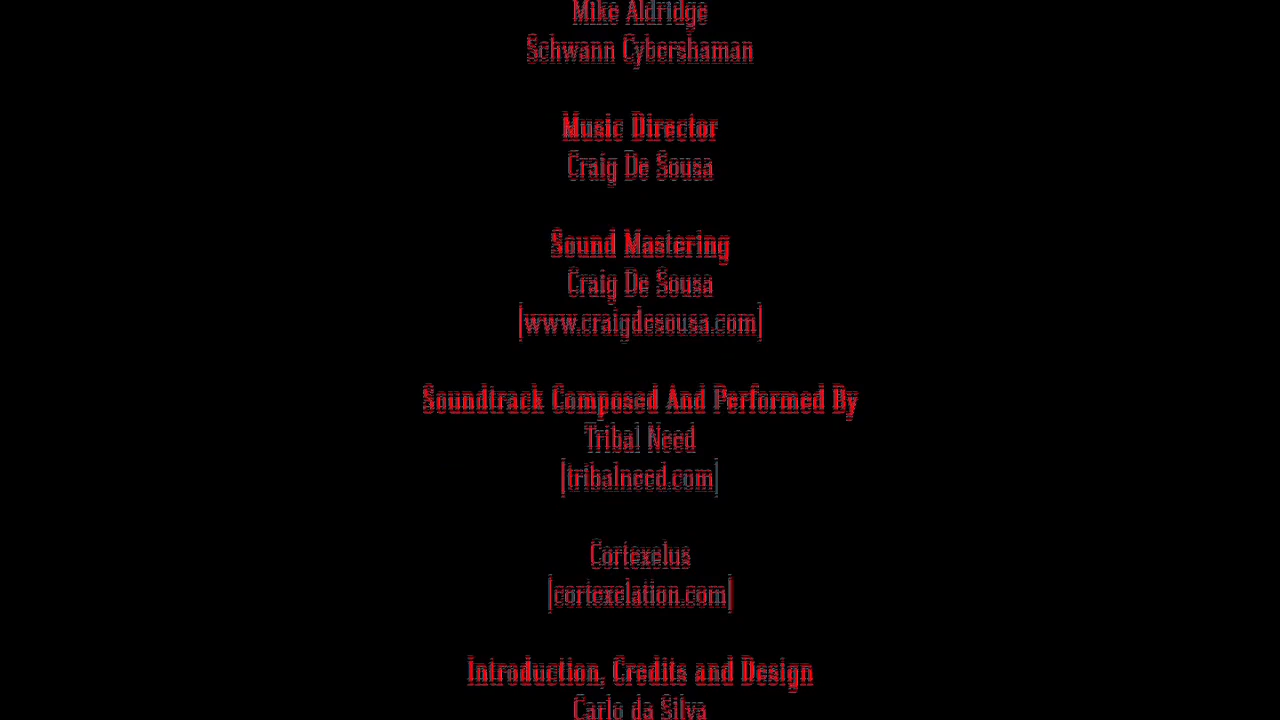 Mike Aldridge
Schwann Cybershaman
Music Director
Craig De Sousa
Sound Mastering
Craig De Sousa
[www.craigdesousa.com]
Soundtrack Composed And Performed By
Tribal Need
[tribalneed.com]
Cortexelus
[cortexelation.com]
Introduction, Credits and Design
Carlo da Silva